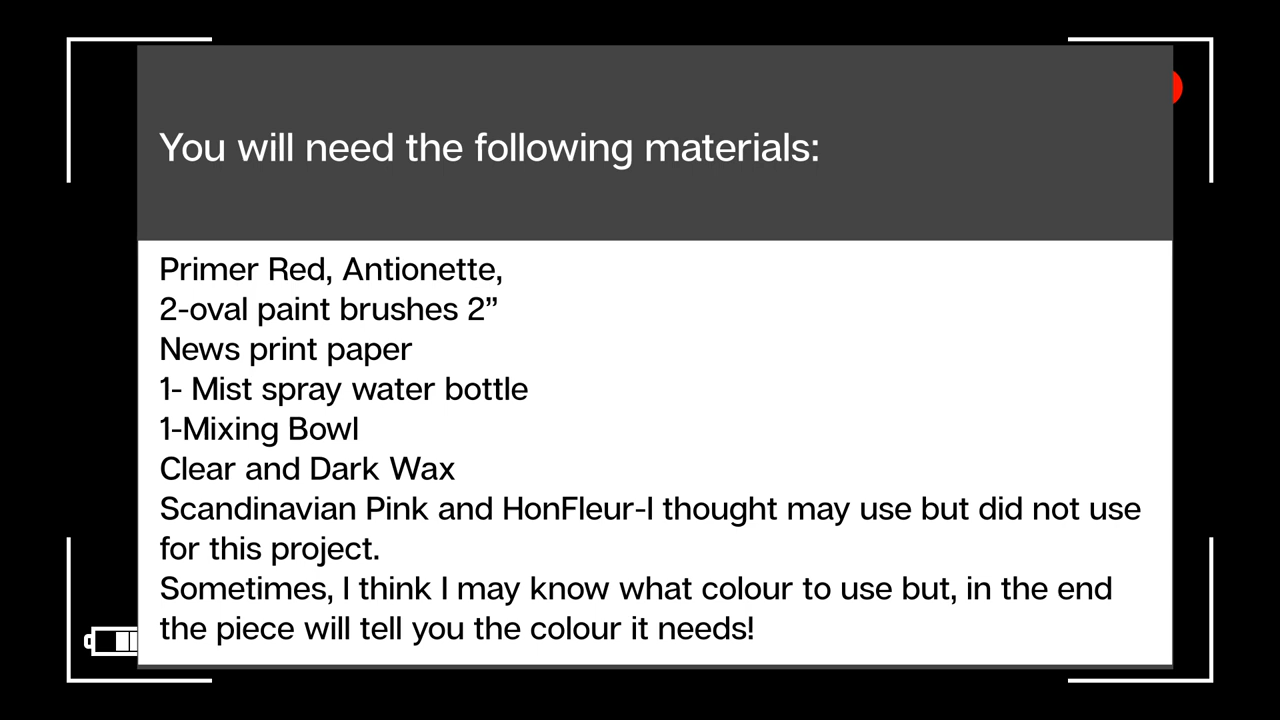 You will need the following materials:
Primer Red, Antionette,
2-oval paint brushes 2”
News print paper
1- Mist spray water bottle
1-Mixing Bowl
Clear and Dark Wax
Scandinavian Pink and HonFleur-I thought may use but did not use
for this project.
Sometimes, I think I may know what colour to use but, in the end
the piece will tell you the colour it needs!